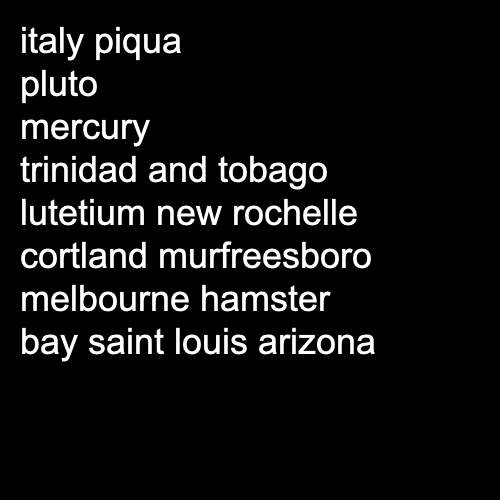 italy piqua
pluto
mercury
trinidad and tobago
lutetium new rochelle
cortland murfreesboro
melbourne hamster
bay saint louis arizona